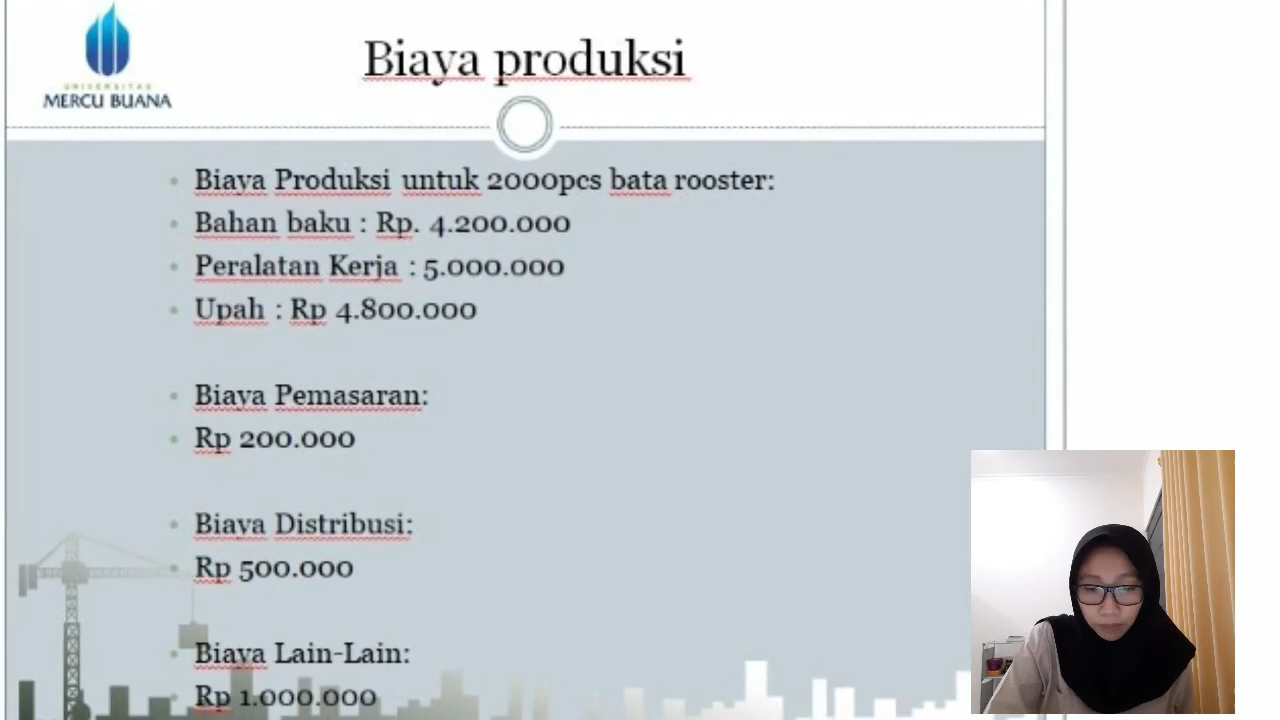 UNIVERSITAS
MERCU BUANA
Biaya produksi
Biaya Produksi untuk 2000pcs bata rooster:
Bahan baku : Rp. 4.200.000
Peralatan Kerja : 5.000.000
Upah : Rp 4.800.000
Biaya Pemasaran:
Rp 200.000
Biaya Distribusi:
Rp 500.000
Biaya Lain-Lain:
Rp 1.000.000